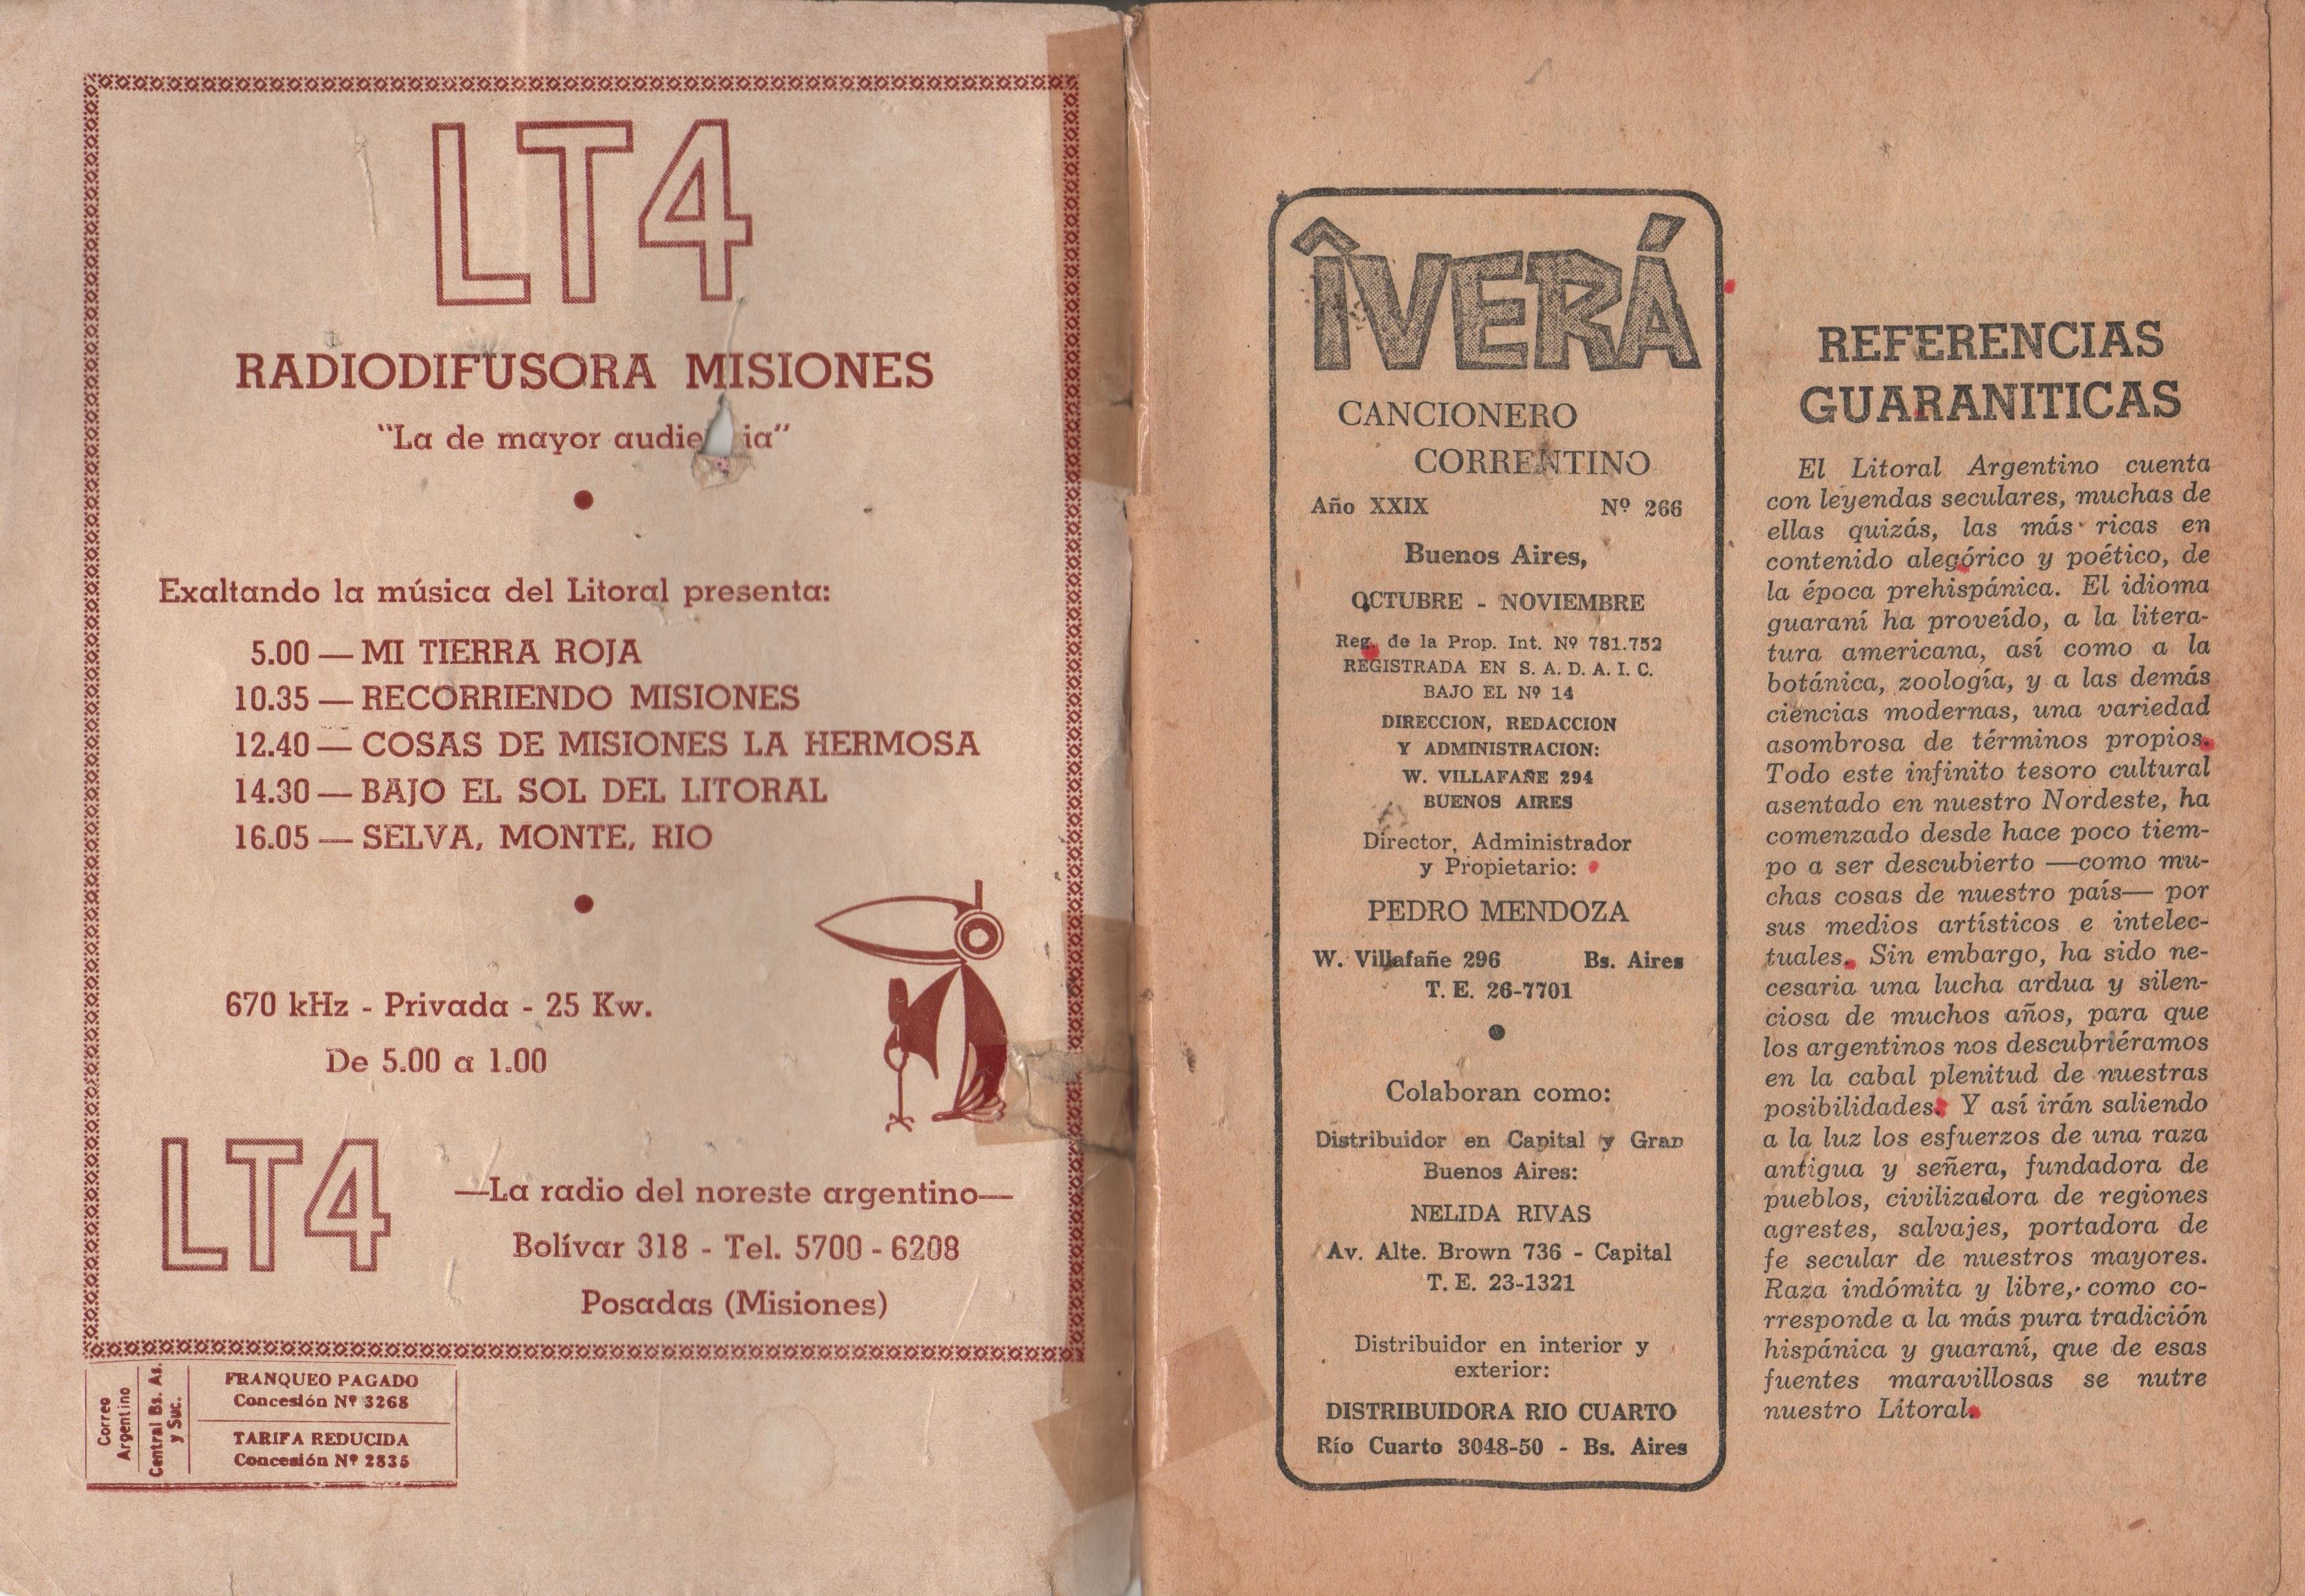 LT4
RADIODIFUSORA MISIONES
"La de mayor audie ia"
Exaltando la música del Litoral presenta:
5.00 — MI TIERRA ROJA
10.35 — RECORRIENDO MISIONES
12.40 — COSAS DE MISIONES LA HERMOSA
14.30 — BAJO EL SOL DEL LITORAL
16.05 — SELVA, MONTE, RIO
670 kHz - Privada - 25 Kw.
De 5.00 a 1.00
LT4
—La radio del noreste argentino—
Bolívar 318 - Tel. 5700 - 6208
Posadas (Misiones)
Correo
Argentino
Central Bs. As.
y Suc.
FRANQUEO PAGADO
Concesión Nº 3268
TARIFA REDUCIDA
Concesión Nº 2835
ÎVERÁ
CANCIONERO
CORRENTINO
Año XXIX Nº 266
Buenos Aires,
OCTUBRE - NOVIEMBRE
Reg. de la Prop. Int. Nº 781.752
REGISTRADA EN S. A. D. A. I. C.
BAJO EL Nº 14
DIRECCION, REDACCION
Y ADMINISTRACION:
W. VILLAFAÑE 294
BUENOS AIRES
Director, Administrador
y Propietario:
PEDRO MENDOZA
W. Villafañe 296 Bs. Aires
T. E. 26-7701
Colaboran como:
Distribuidor en Capital y Gran
Buenos Aires:
NELIDA RIVAS
Av. Alte. Brown 736 - Capital
T. E. 23-1321
Distribuidor en interior y
exterior:
DISTRIBUIDORA RIO CUARTO
Río Cuarto 3048-50 - Bs. Aires
REFERENCIAS
GUARANITICAS
El Litoral Argentino cuenta
con leyendas seculares, muchas de
ellas quizás, las más ricas en
contenido alegórico y poético, de
la época prehispánica. El idioma
guaraní ha proveído, a la litera-
tura americana, así como a la
botánica, zoología, y a las demás
ciencias modernas, una variedad
asombrosa de términos propios.
Todo este infinito tesoro cultural
asentado en nuestro Nordeste, ha
comenzado desde hace poco tiem-
po a ser descubierto —como mu-
chas cosas de nuestro país— por
sus medios artísticos e intelec-
tuales. Sin embargo, ha sido ne-
cesaria una lucha ardua y silen-
ciosa de muchos años, para que
los argentinos nos descubriéramos
en la cabal plenitud de nuestras
posibilidades. Y así irán saliendo
a la luz los esfuerzos de una raza
antigua y señera, fundadora de
pueblos, civilizadora de regiones
agrestes, salvajes, portadora de
fe secular de nuestros mayores.
Raza indómita y libre, como co-
rresponde a la más pura tradición
hispánica y guaraní, que de esas
fuentes maravillosas se nutre
nuestro Litoral.